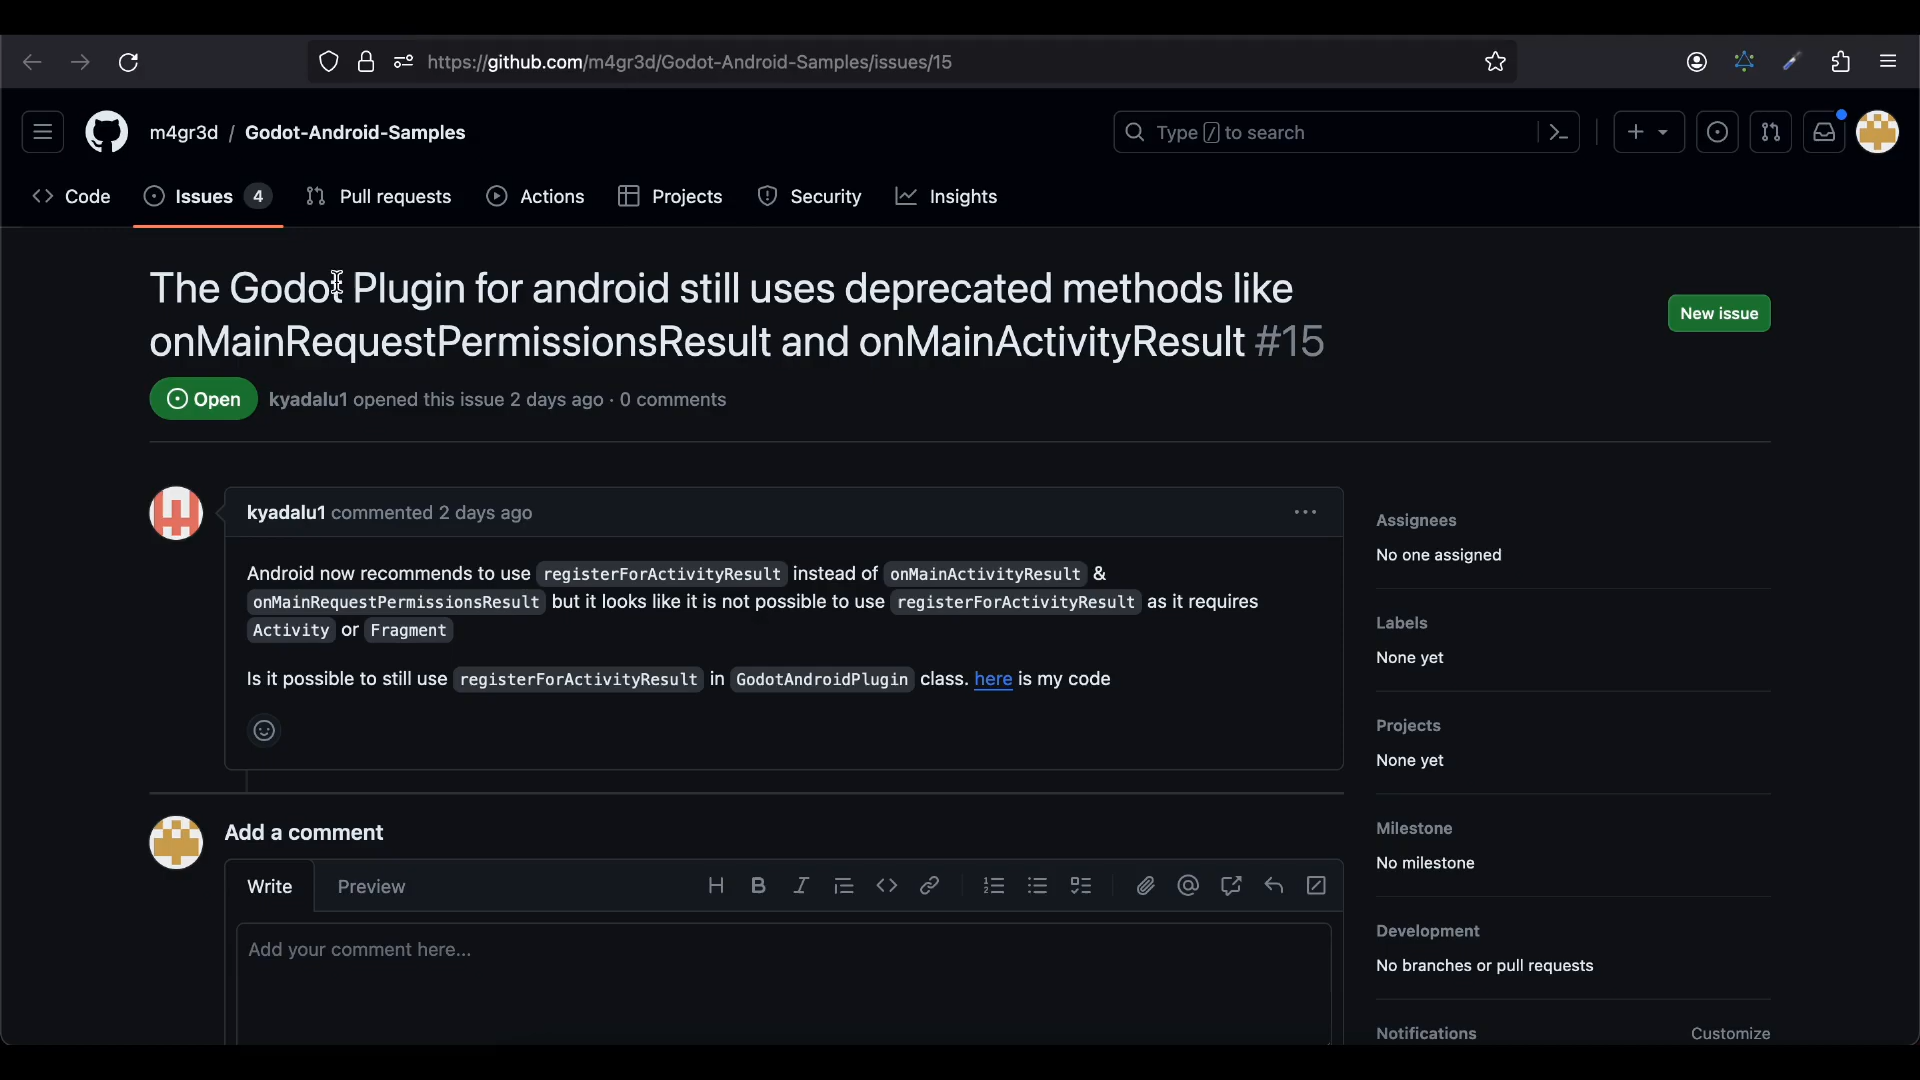 https://github.com/m4gr3d/Godot-Android-Samples/issues/15
m4gr3d / Godot-Android-Samples
Type / to search
Code Issues 4 Pull requests Actions Projects Security Insights
The Godot Plugin for android still uses deprecated methods like
onMainRequestPermissionsResult and onMainActivityResult #15
New issue
Open kyadalu1 opened this issue 2 days ago · 0 comments
kyadalu1 commented 2 days ago
Android now recommends to use registerForActivityResult instead of onMainActivityResult &
onMainRequestPermissionsResult but it looks like it is not possible to use registerForActivityResult as it requires
Activity or Fragment
Is it possible to still use registerForActivityResult in GodotAndroidPlugin class. here is my code
Assignees
No one assigned
Labels
None yet
Projects
None yet
Milestone
No milestone
Development
No branches or pull requests
Notifications Customize
Add a comment
Write Preview
Add your comment here...